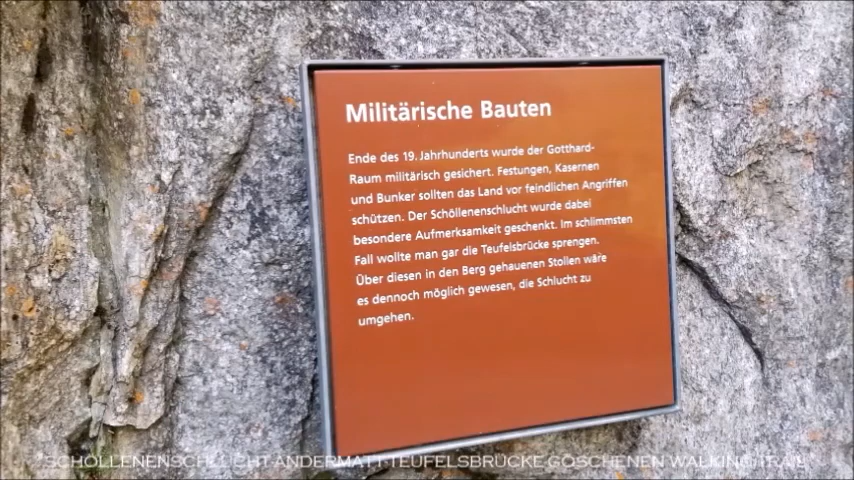 Militärische Bauten
Ende des 19. Jahrhunderts wurde der Gotthard-
Raum militärisch gesichert. Festungen, Kasernen
und Bunker sollten das Land vor feindlichen Angriffen
schützen. Der Schöllenenschlucht wurde dabei
besondere Aufmerksamkeit geschenkt. Im schlimmsten
Fall wollte man gar die Teufelsbrücke sprengen.
Über diesen in den Berg gehauenen Stollen wäre
es dennoch möglich gewesen, die Schlucht zu
umgehen.
"SCHÖLLENENSCHLUCHT ANDERMATT TEUFELSBRÜCKE GÖSCHENEN WALKING TRAIL"